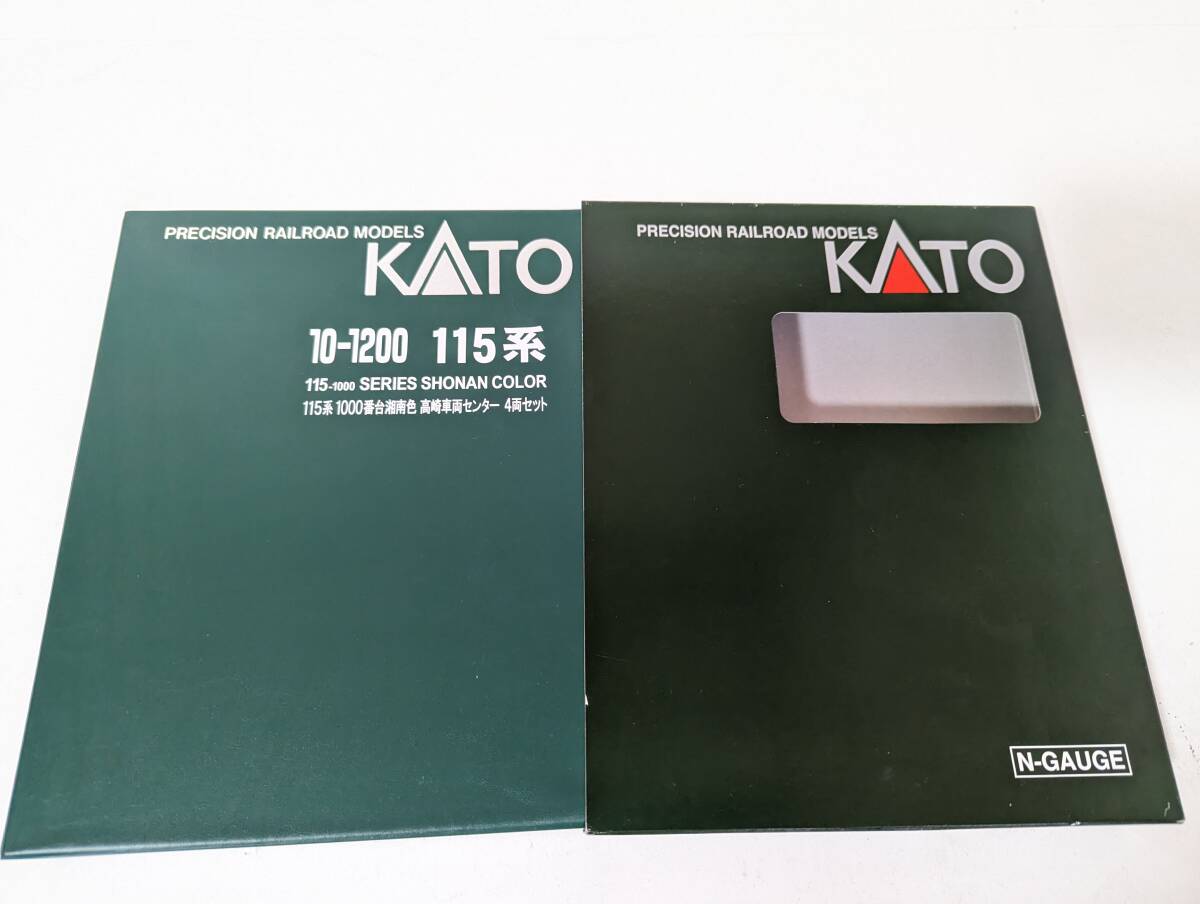 PRECISION RAILROAD MODELS
KATO
10-1200 115系
115-1000 SERIES SHONAN COLOR
115系 1000番台湘南色 高崎車両センター 4両セット
PRECISION RAILROAD MODELS
KATO
N-GAUGE